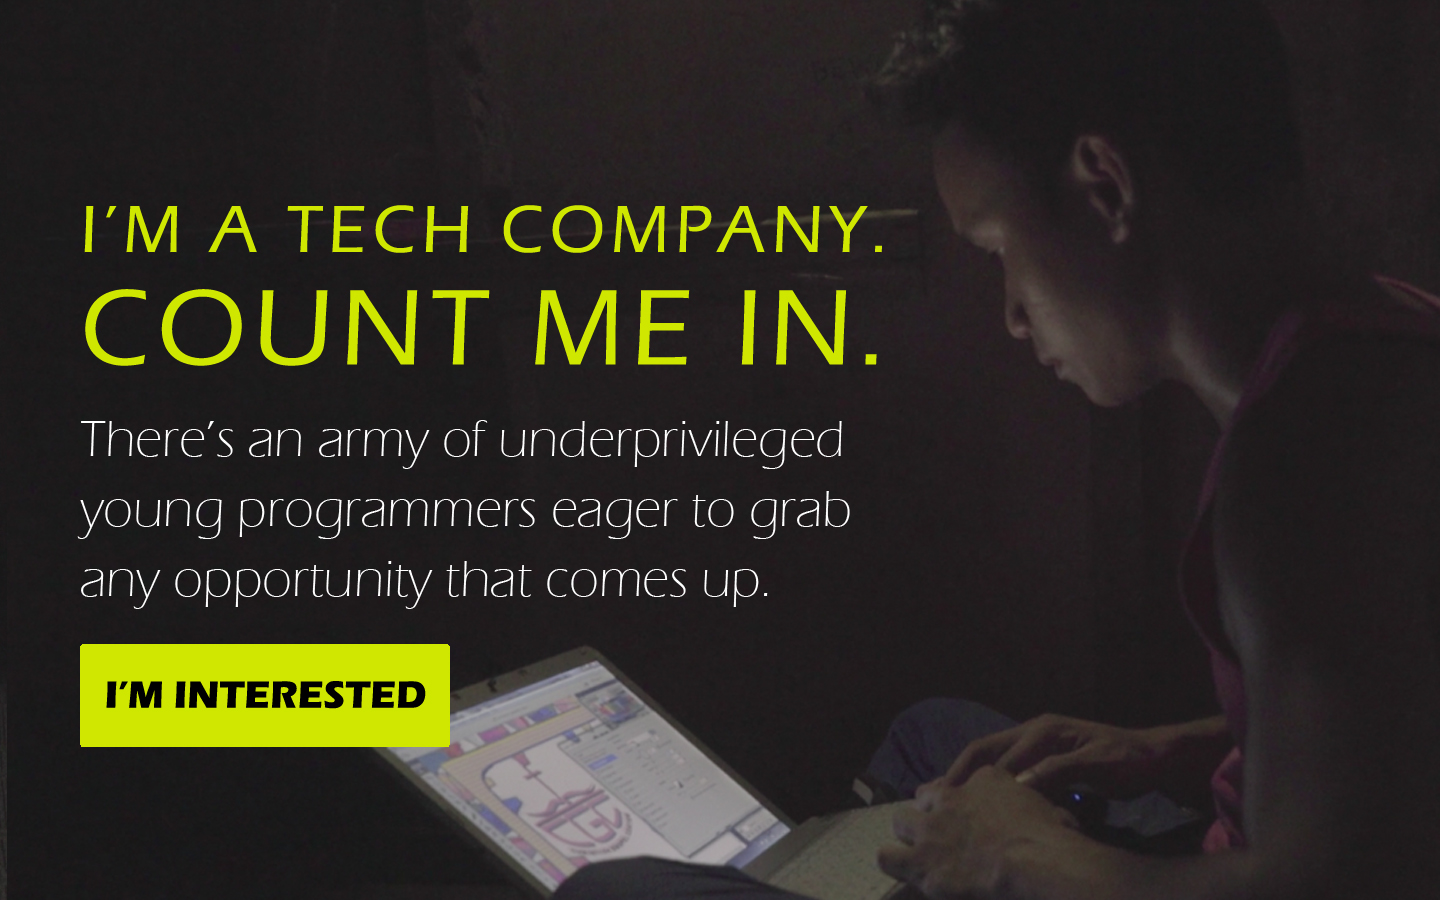 I'M A TECH COMPANY.
COUNT ME IN.
There's an army of underprivileged
young programmers eager to grab
any opportunity that comes up.
I'M INTERESTED